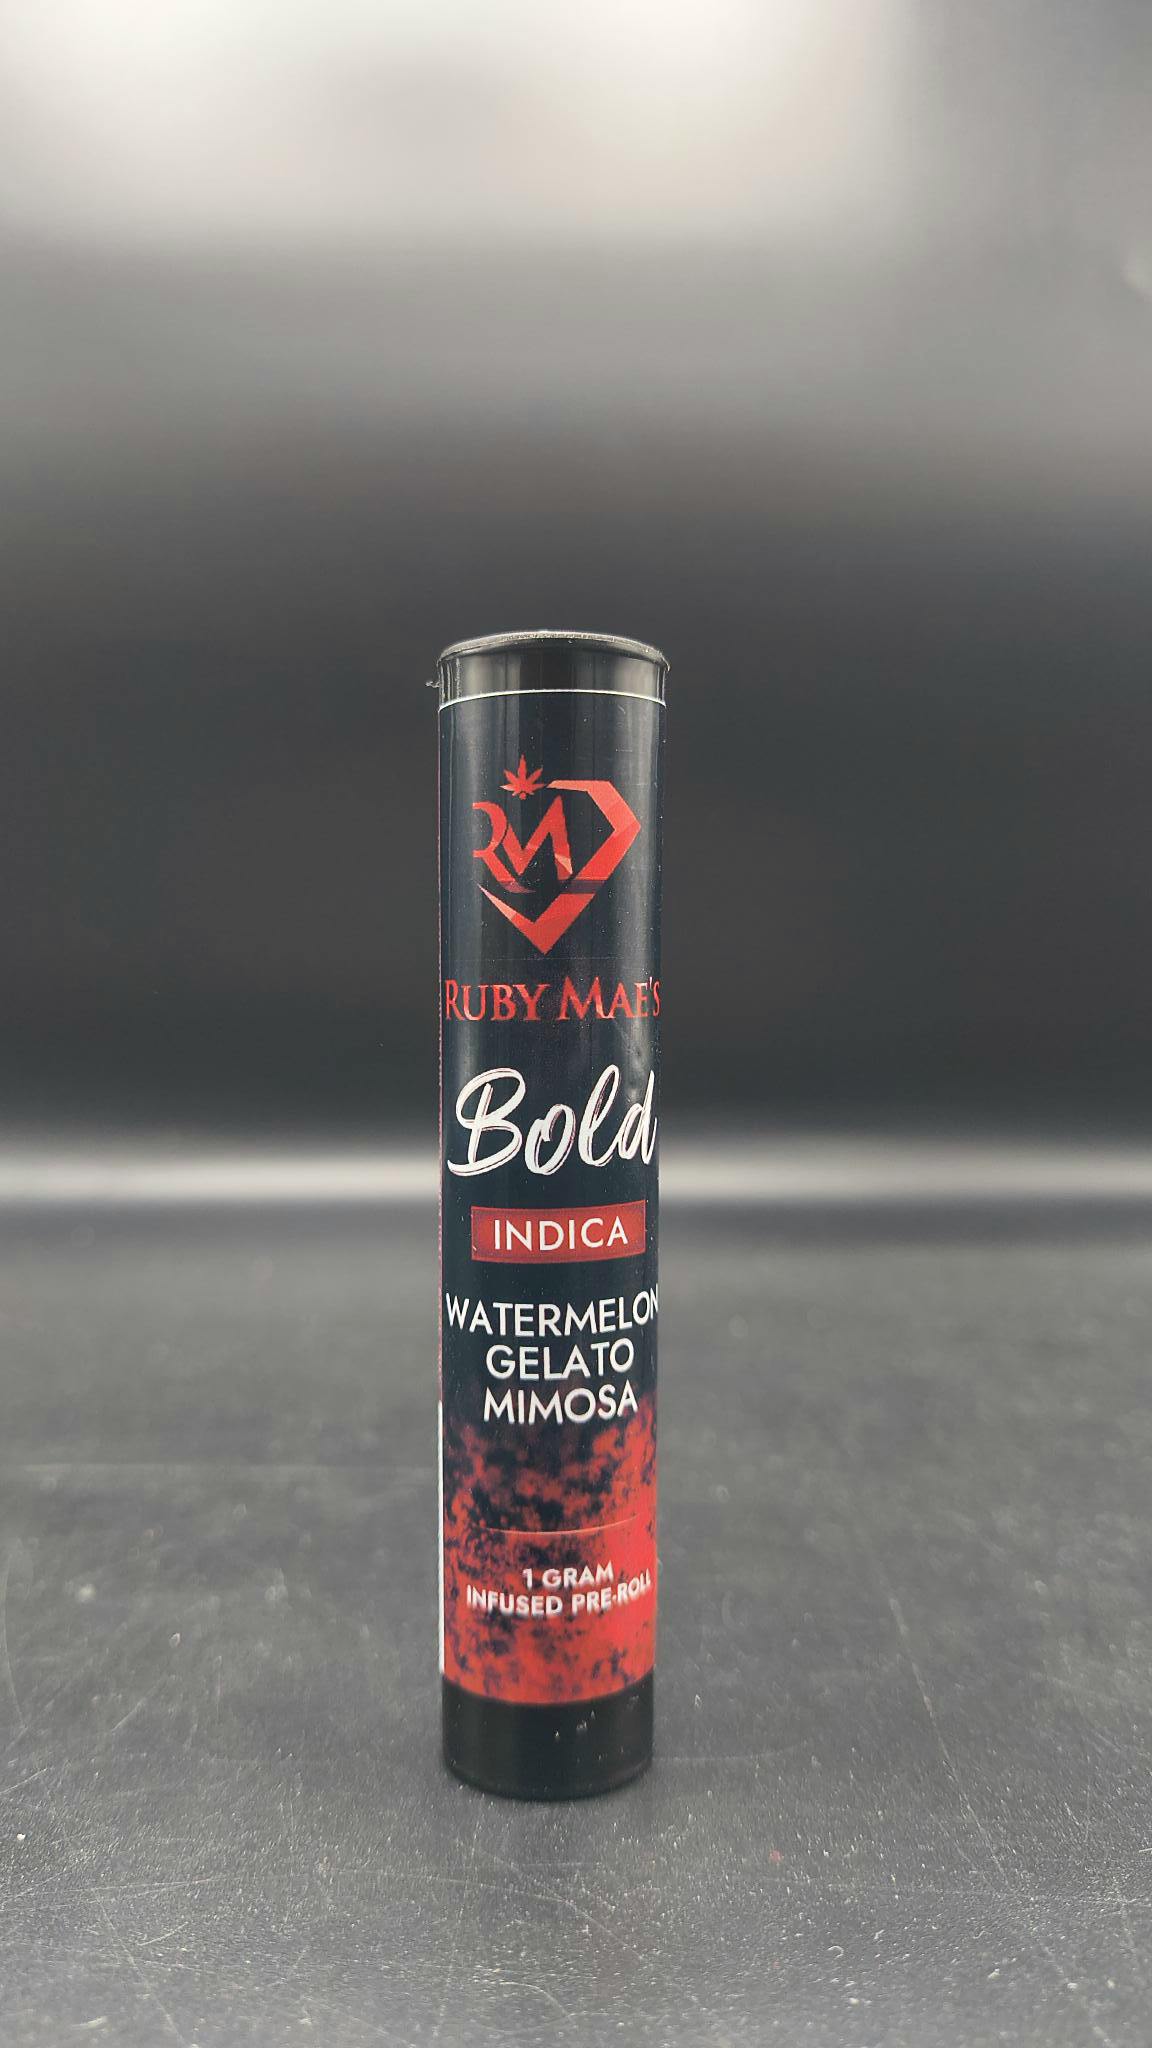 RM
RUBY MAE'S
Bold
INDICA
WATERMELON
GELATO
MIMOSA
1 GRAM
INFUSED PRE-ROLL